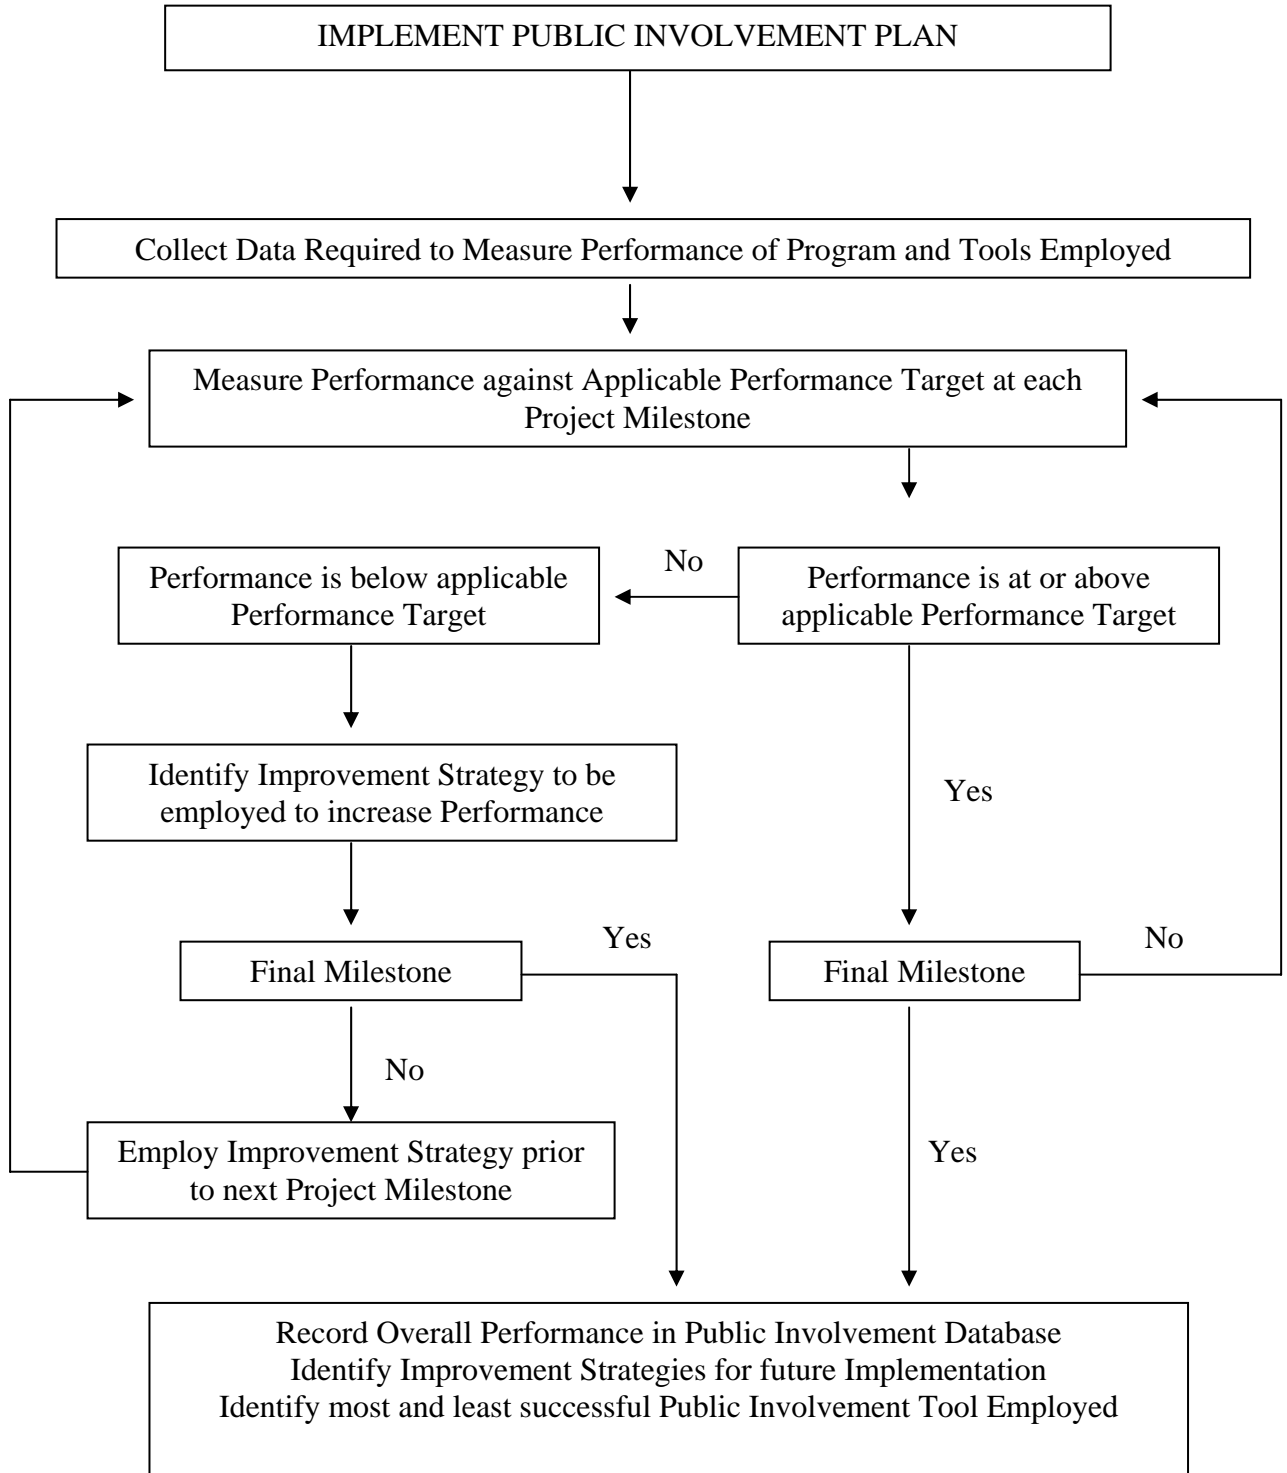 IMPLEMENT PUBLIC INVOLVEMENT PLAN
Collect Data Required to Measure Performance of Program and Tools Employed
Measure Performance against Applicable Performance Target at each
Project Milestone
No
Performance is below applicable
Performance Target
Performance is at or above
applicable Performance Target
Identify Improvement Strategy to be
employed to increase Performance
Yes
Yes
No
Final Milestone
Final Milestone
No
Employ Improvement Strategy prior
to next Project Milestone
Yes
Record Overall Performance in Public Involvement Database
Identify Improvement Strategies for future Implementation
Identify most and least successful Public Involvement Tool Employed